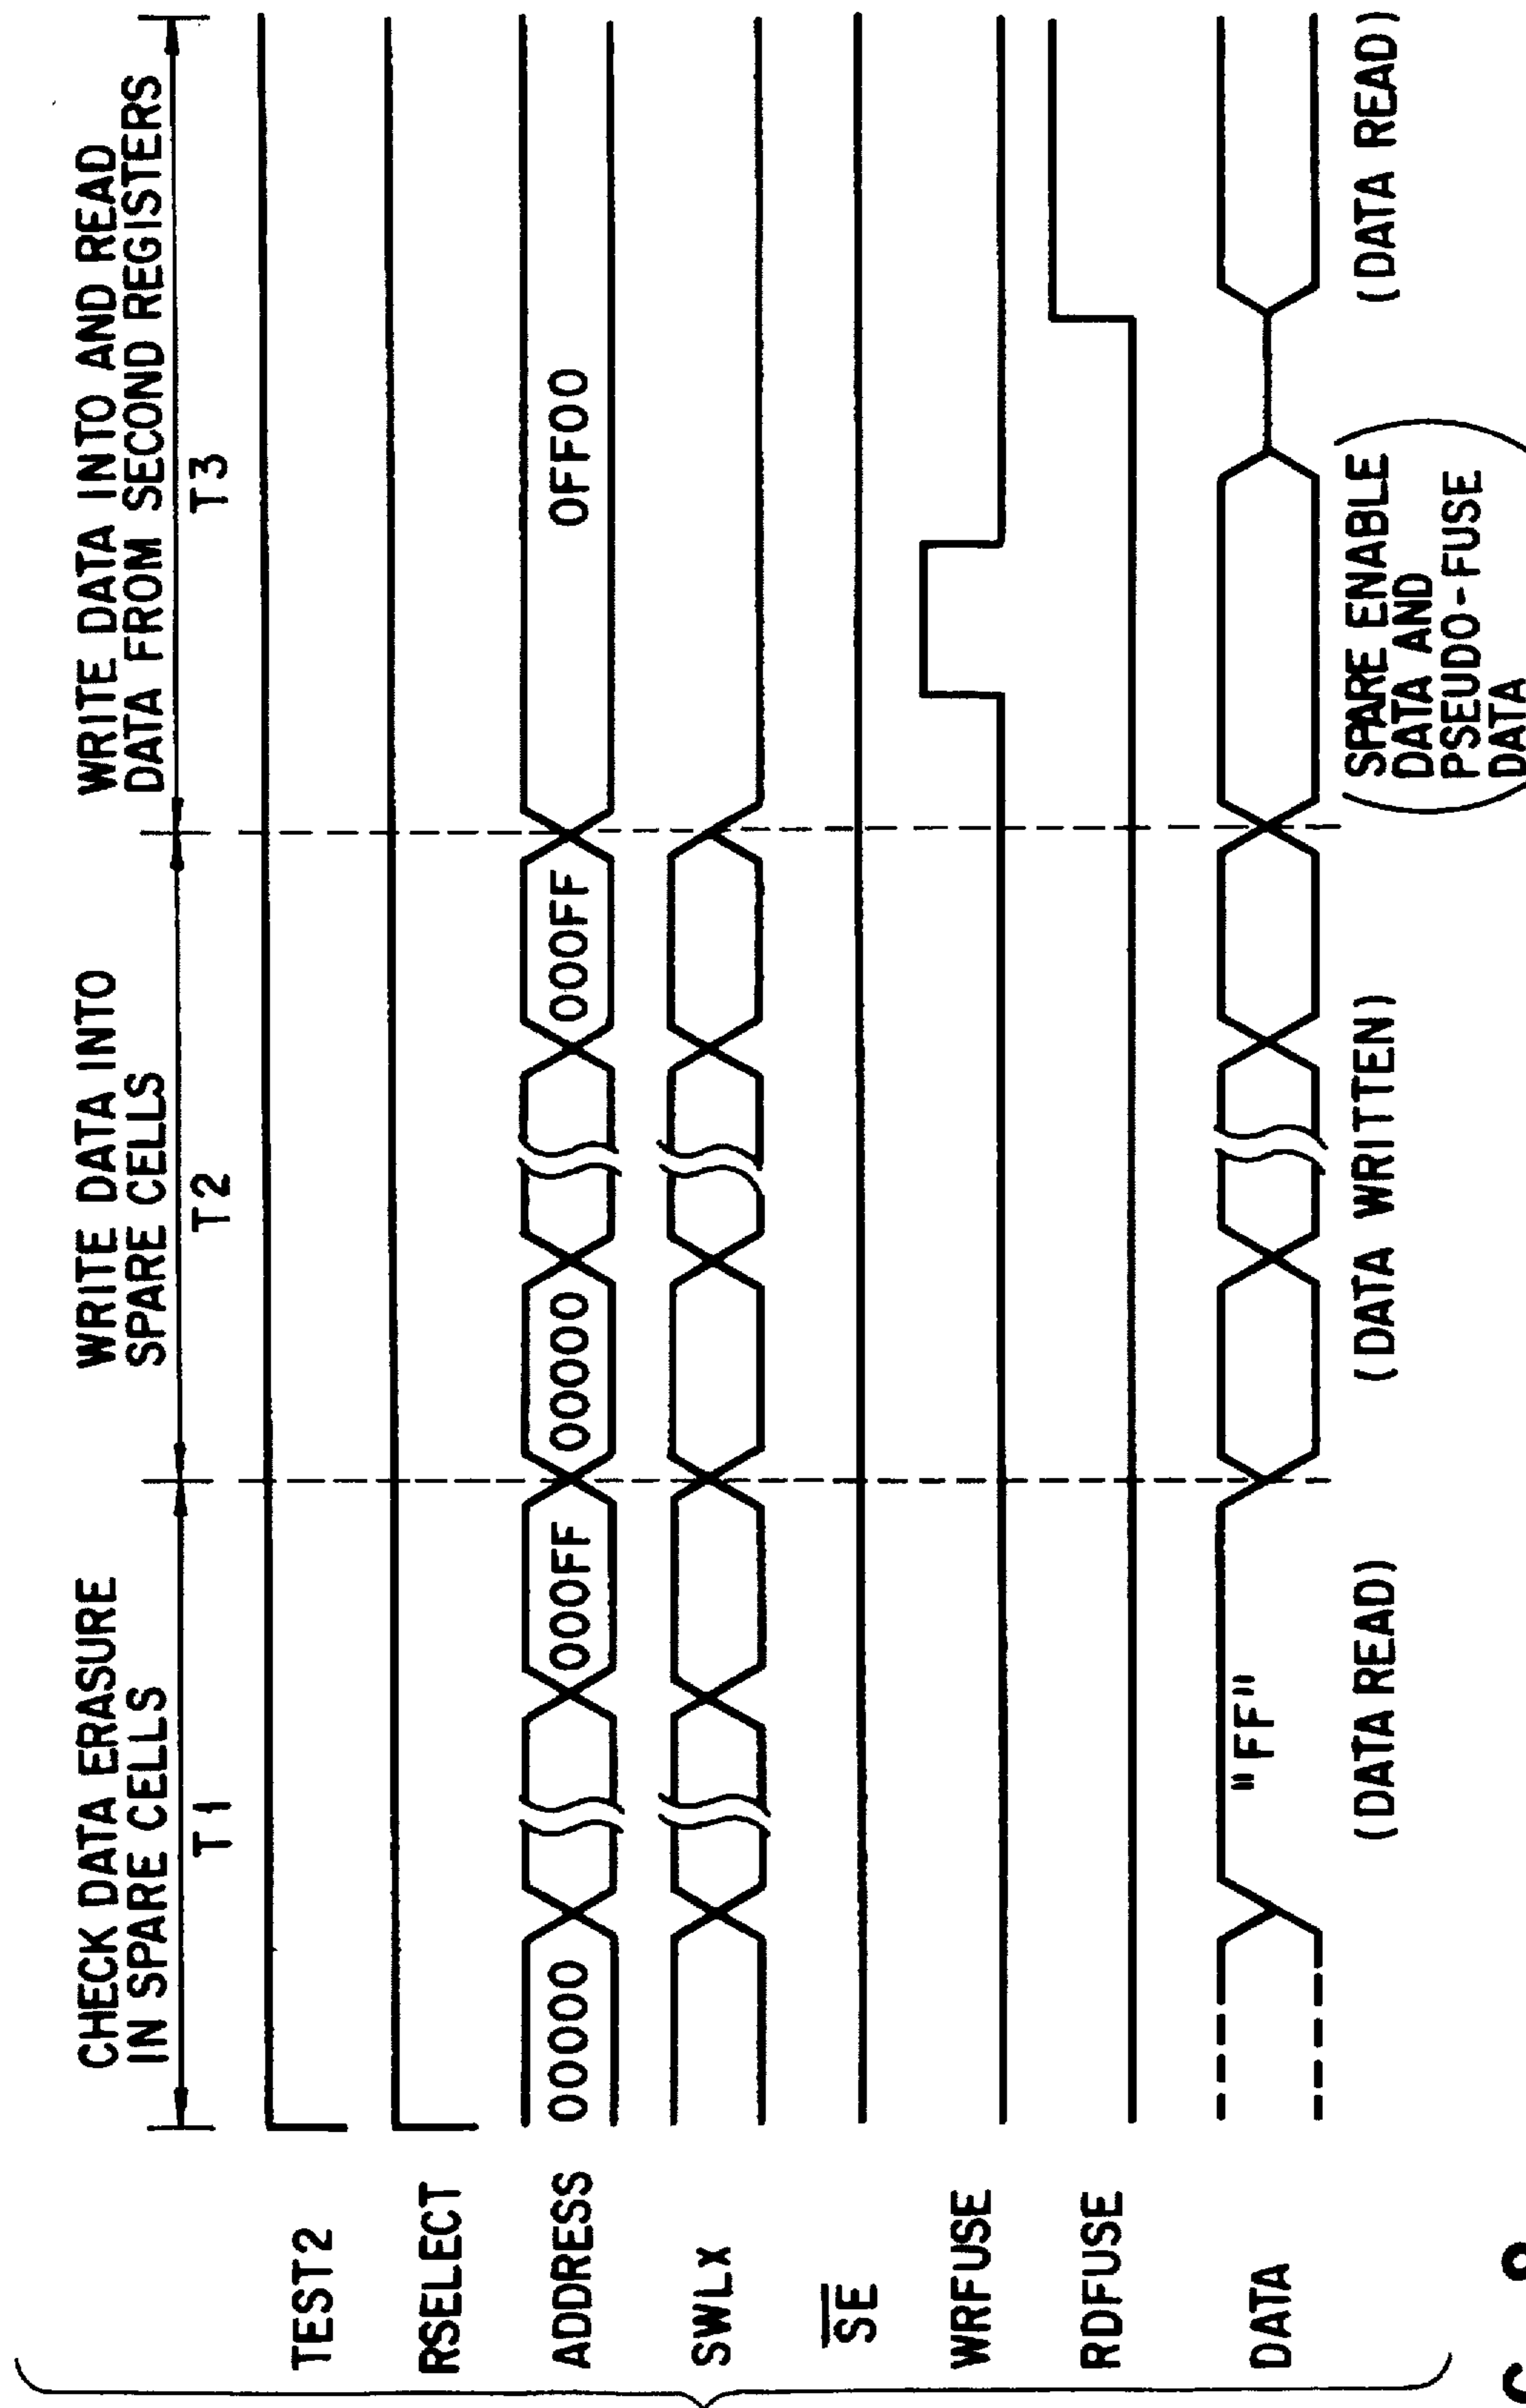 CHECK DATA ERASURE
IN SPARE CELLS
T1
WRITE DATA INTO
SPARE CELLS
T2
WRITE DATA INTO AND READ
DATA FROM SECOND REGISTERS
T3
TEST2
RSELECT
ADDRESS
00000
000FF
00000
000FF
0FF00
SWLX
SE
WRFUSE
RDFUSE
DATA
"FF"
(DATA READ)
(DATA WRITTEN)
(SPARE ENABLE
DATA AND
PSEUDO-FUSE
DATA)
(DATA READ)